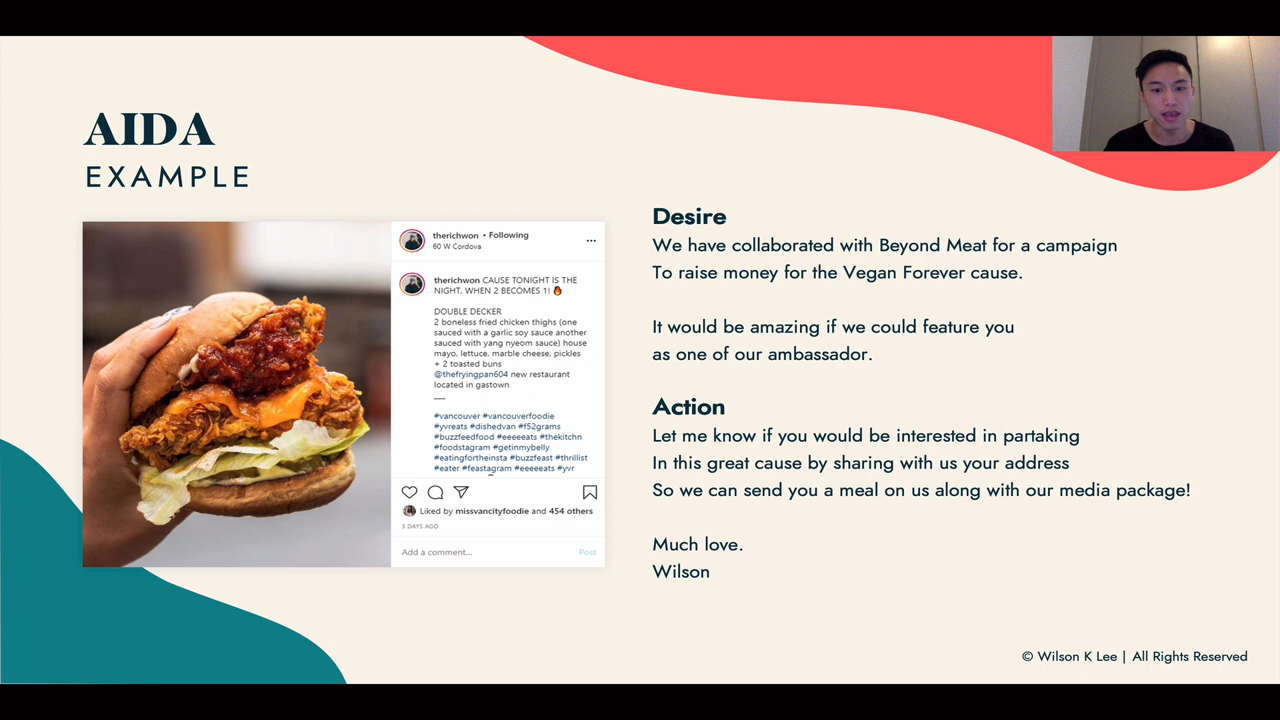 AIDA
EXAMPLE
therichwon • Following
60 W Cordova
therichwon CAUSE TONIGHT IS THE
NIGHT. WHEN 2 BECOMES 1! 🔥
DOUBLE DECKER
2 boneless fried chicken thighs (one
sauced with a garlic soy sauce another
sauced with yang nyeom sauce) house
mayo, lettuce, marble cheese, pickles
+ 2 toasted buns
@thefryingpan604 new restaurant
located in gastown
—
#vancouver #vancouverfoodie
#yvreats #dishedvan #f52grams
#buzzfeedfood #eeeeeats #thekitchn
#foodstagram #getinmybelly
#eatingfortheinsta #buzzfeast #thrillist
#eater #feastagram #eeeeeats #yvr
Liked by missvancityfoodie and 454 others
3 DAYS AGO
Add a comment...
Post
Desire
We have collaborated with Beyond Meat for a campaign
To raise money for the Vegan Forever cause.
It would be amazing if we could feature you
as one of our ambassador.
Action
Let me know if you would be interested in partaking
In this great cause by sharing with us your address
So we can send you a meal on us along with our media package!
Much love.
Wilson
© Wilson K Lee | All Rights Reserved